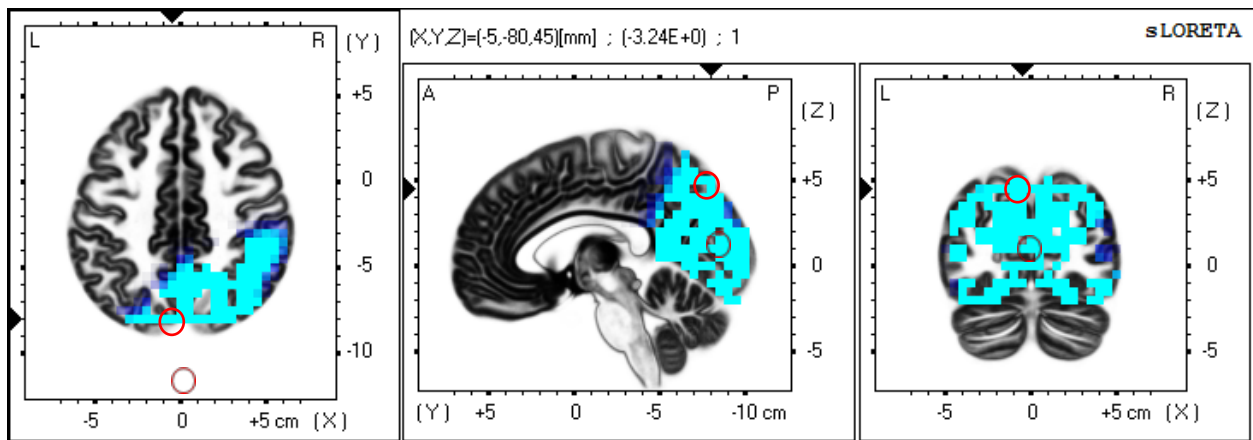 (X,Y,Z)=(-5,-80,45)[mm] ; (-3.24E+0) ; 1
sLORETA
L R (Y)
+5
0
-5
-10
-5 0 +5 cm (X)
A P (Z)
+5
0
-5
(Y) +5 0 -5 -10 cm
L R (Z)
+5
0
-5
-5 0 +5 cm (X)